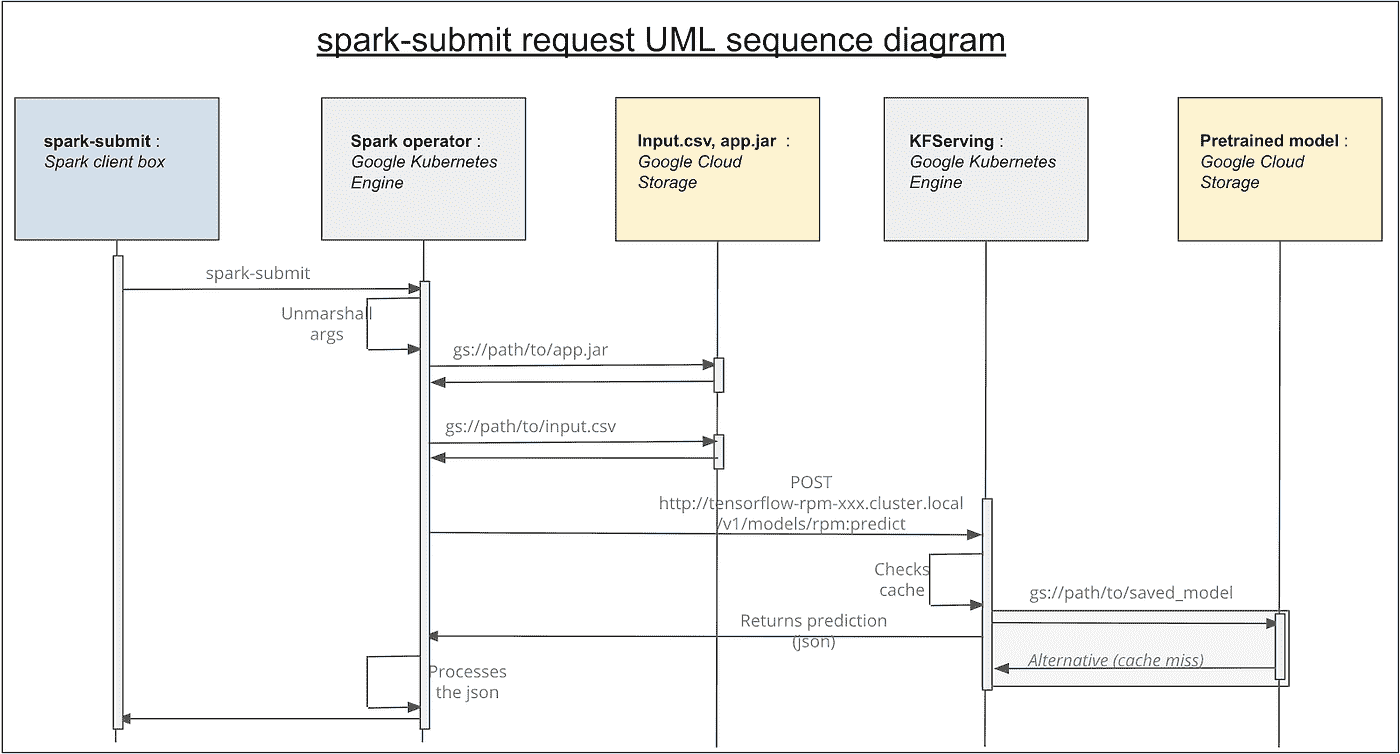 spark-submit request UML sequence diagram
spark-submit :
Spark client box
Spark operator :
Google Kubernetes
Engine
Input.csv, app.jar :
Google Cloud
Storage
KFServing :
Google Kubernetes
Engine
Pretrained model :
Google Cloud
Storage
spark-submit
Unmarshall
args
gs://path/to/app.jar
gs://path/to/input.csv
POST
http://tensorflow-rpm-xxx.cluster.local
/v1/models/rpm:predict
Checks
cache
gs://path/to/saved_model
Returns prediction
(json)
Alternative (cache miss)
Processes
the json